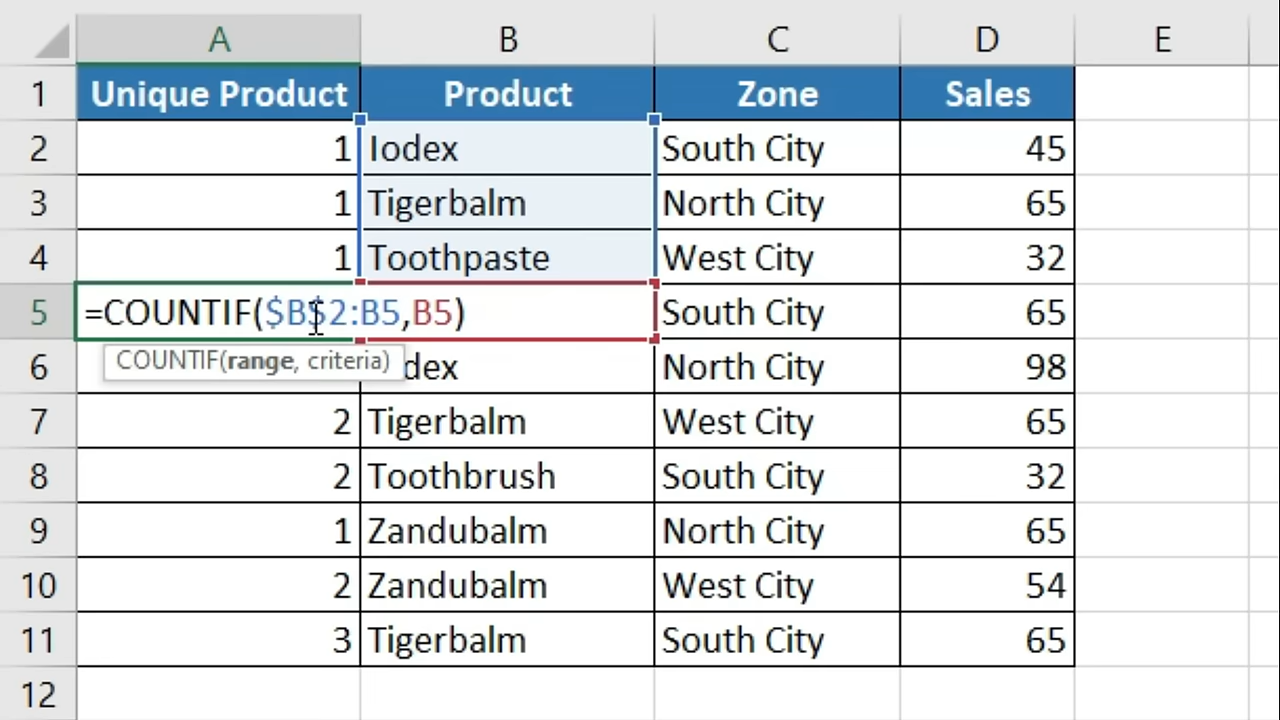 A B C D E
1 Unique Product Product Zone Sales
2 1 Iodex South City 45
3 1 Tigerbalm North City 65
4 1 Toothpaste West City 32
5 =COUNTIF($B$2:B5,B5) South City 65
COUNTIF(range, criteria)
6 dex North City 98
7 2 Tigerbalm West City 65
8 2 Toothbrush South City 32
9 1 Zandubalm North City 65
10 2 Zandubalm West City 54
11 3 Tigerbalm South City 65
12